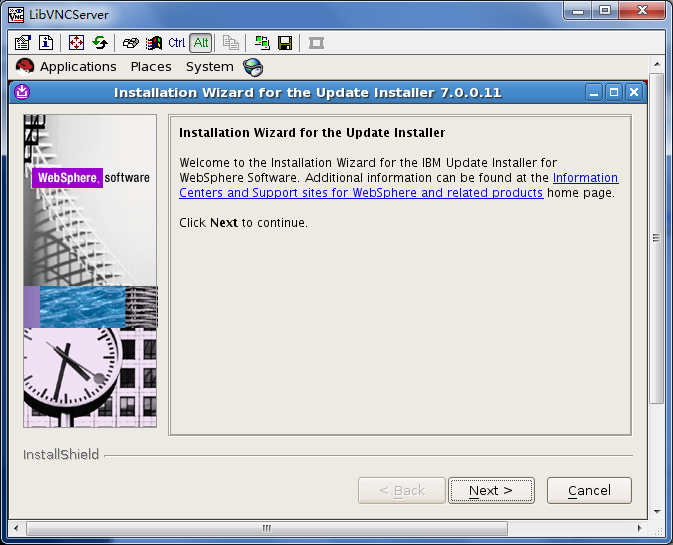 LibVNCServer
Ctrl Alt
Applications Places System
Installation Wizard for the Update Installer 7.0.0.11
WebSphere. software
Installation Wizard for the Update Installer
Welcome to the Installation Wizard for the IBM Update Installer for
WebSphere Software. Additional information can be found at the Information
Centers and Support sites for WebSphere and related products home page.
Click Next to continue.
InstallShield
< Back Next > Cancel